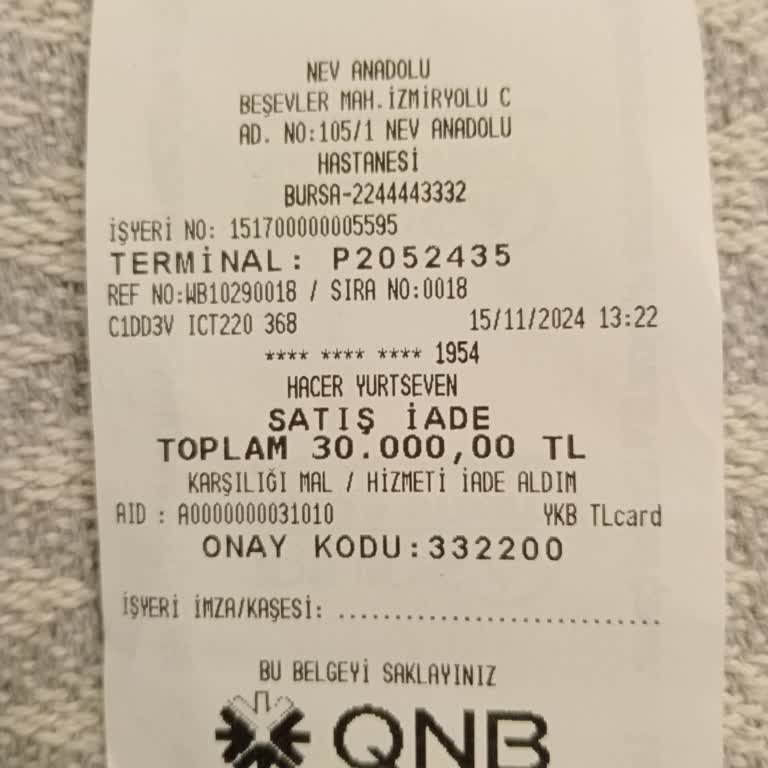 NEV ANADOLU
BEŞEVLER MAH.İZMİRYOLU C
AD. NO:105/1 NEV ANADOLU
HASTANESİ
BURSA-2244443332
İŞYERİ NO: 151700000005595
TERMİNAL: P2052435
REF NO:WB10290018 / SIRA NO:0018
C1DD3V ICT220 368 15/11/2024 13:22
**** **** **** 1954
HACER YURTSEVEN
SATIŞ İADE
TOPLAM 30.000,00 TL
KARŞILIĞI MAL / HİZMETİ İADE ALDIM
AID : A0000000031010 YKB TLcard
ONAY KODU:332200
İŞYERİ İMZA/KAŞESİ: ..............................
BU BELGEYİ SAKLAYINIZ
QNB